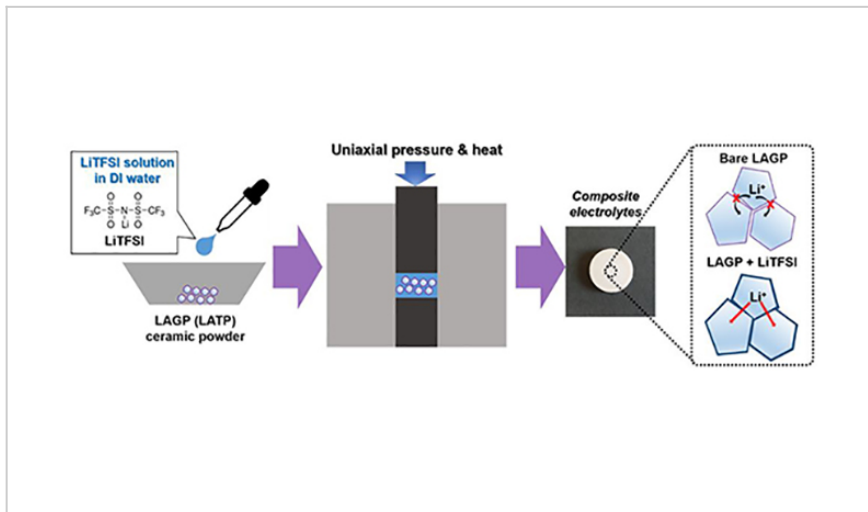 LiTFSI solution
in DI water
O O
F₃C-S-N-S-CF₃
O Li O
LiTFSI
LAGP (LATP)
ceramic powder
Uniaxial pressure & heat
Composite
electrolytes
Bare LAGP
Li⁺
x x
LAGP + LiTFSI
Li⁺